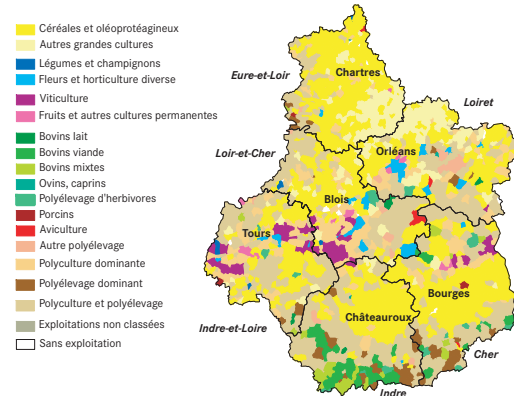 Céréales et oléoprotéagineux
Autres grandes cultures
Légumes et champignons
Fleurs et horticulture diverse
Viticulture
Fruits et autres cultures permanentes
Bovins lait
Bovins viande
Bovins mixtes
Ovins, caprins
Polyélevage d'herbivores
Porcins
Aviculture
Autre polyélevage
Polyculture dominante
Polyélevage dominant
Polyculture et polyélevage
Exploitations non classées
Sans exploitation
Eure-et-Loir
Chartres
Loiret
Orléans
Loir-et-Cher
Blois
Tours
Bourges
Châteauroux
Indre-et-Loire
Cher
Indre